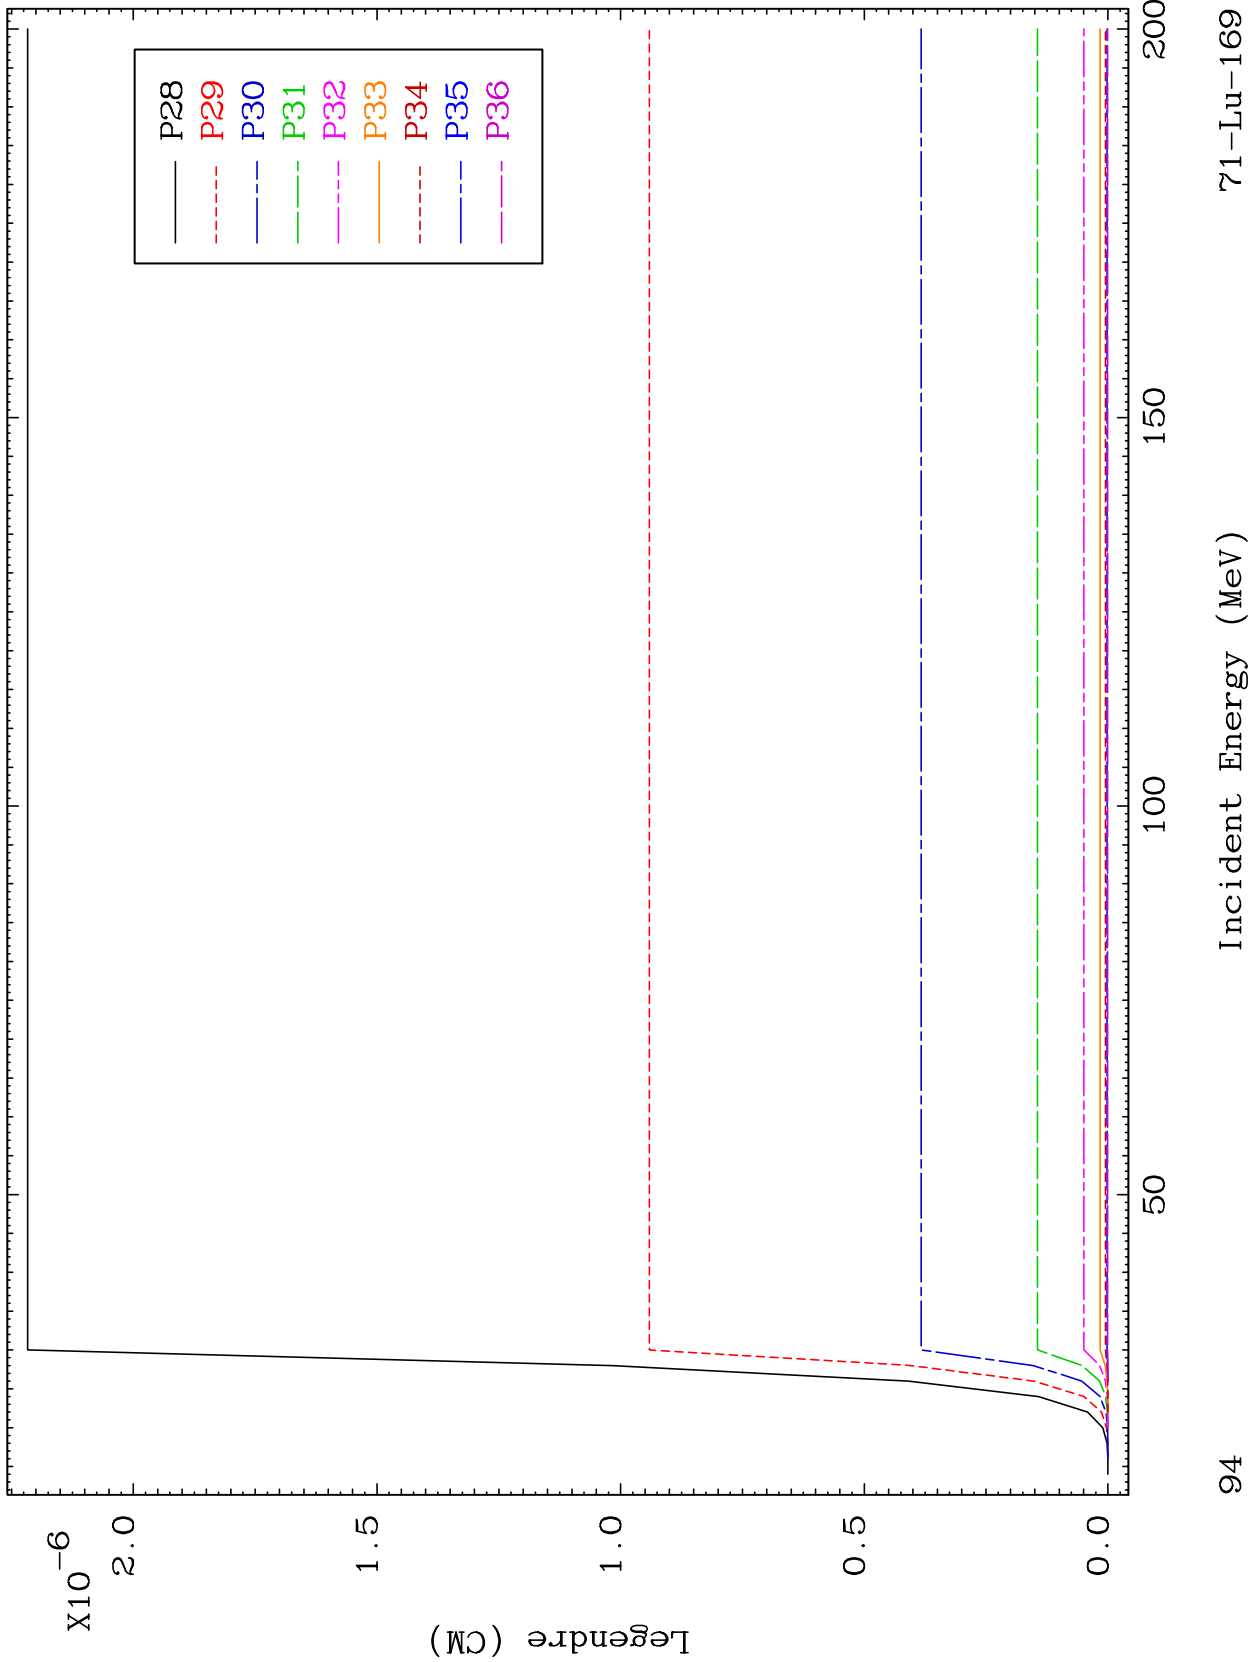 X10-6
2.0
1.5
1.0
0.5
0.0
Legendre (CM)
P28
P29
P30
P31
P32
P33
P34
P35
P36
50
100
150
200
94
Incident Energy (MeV)
71-Lu-169